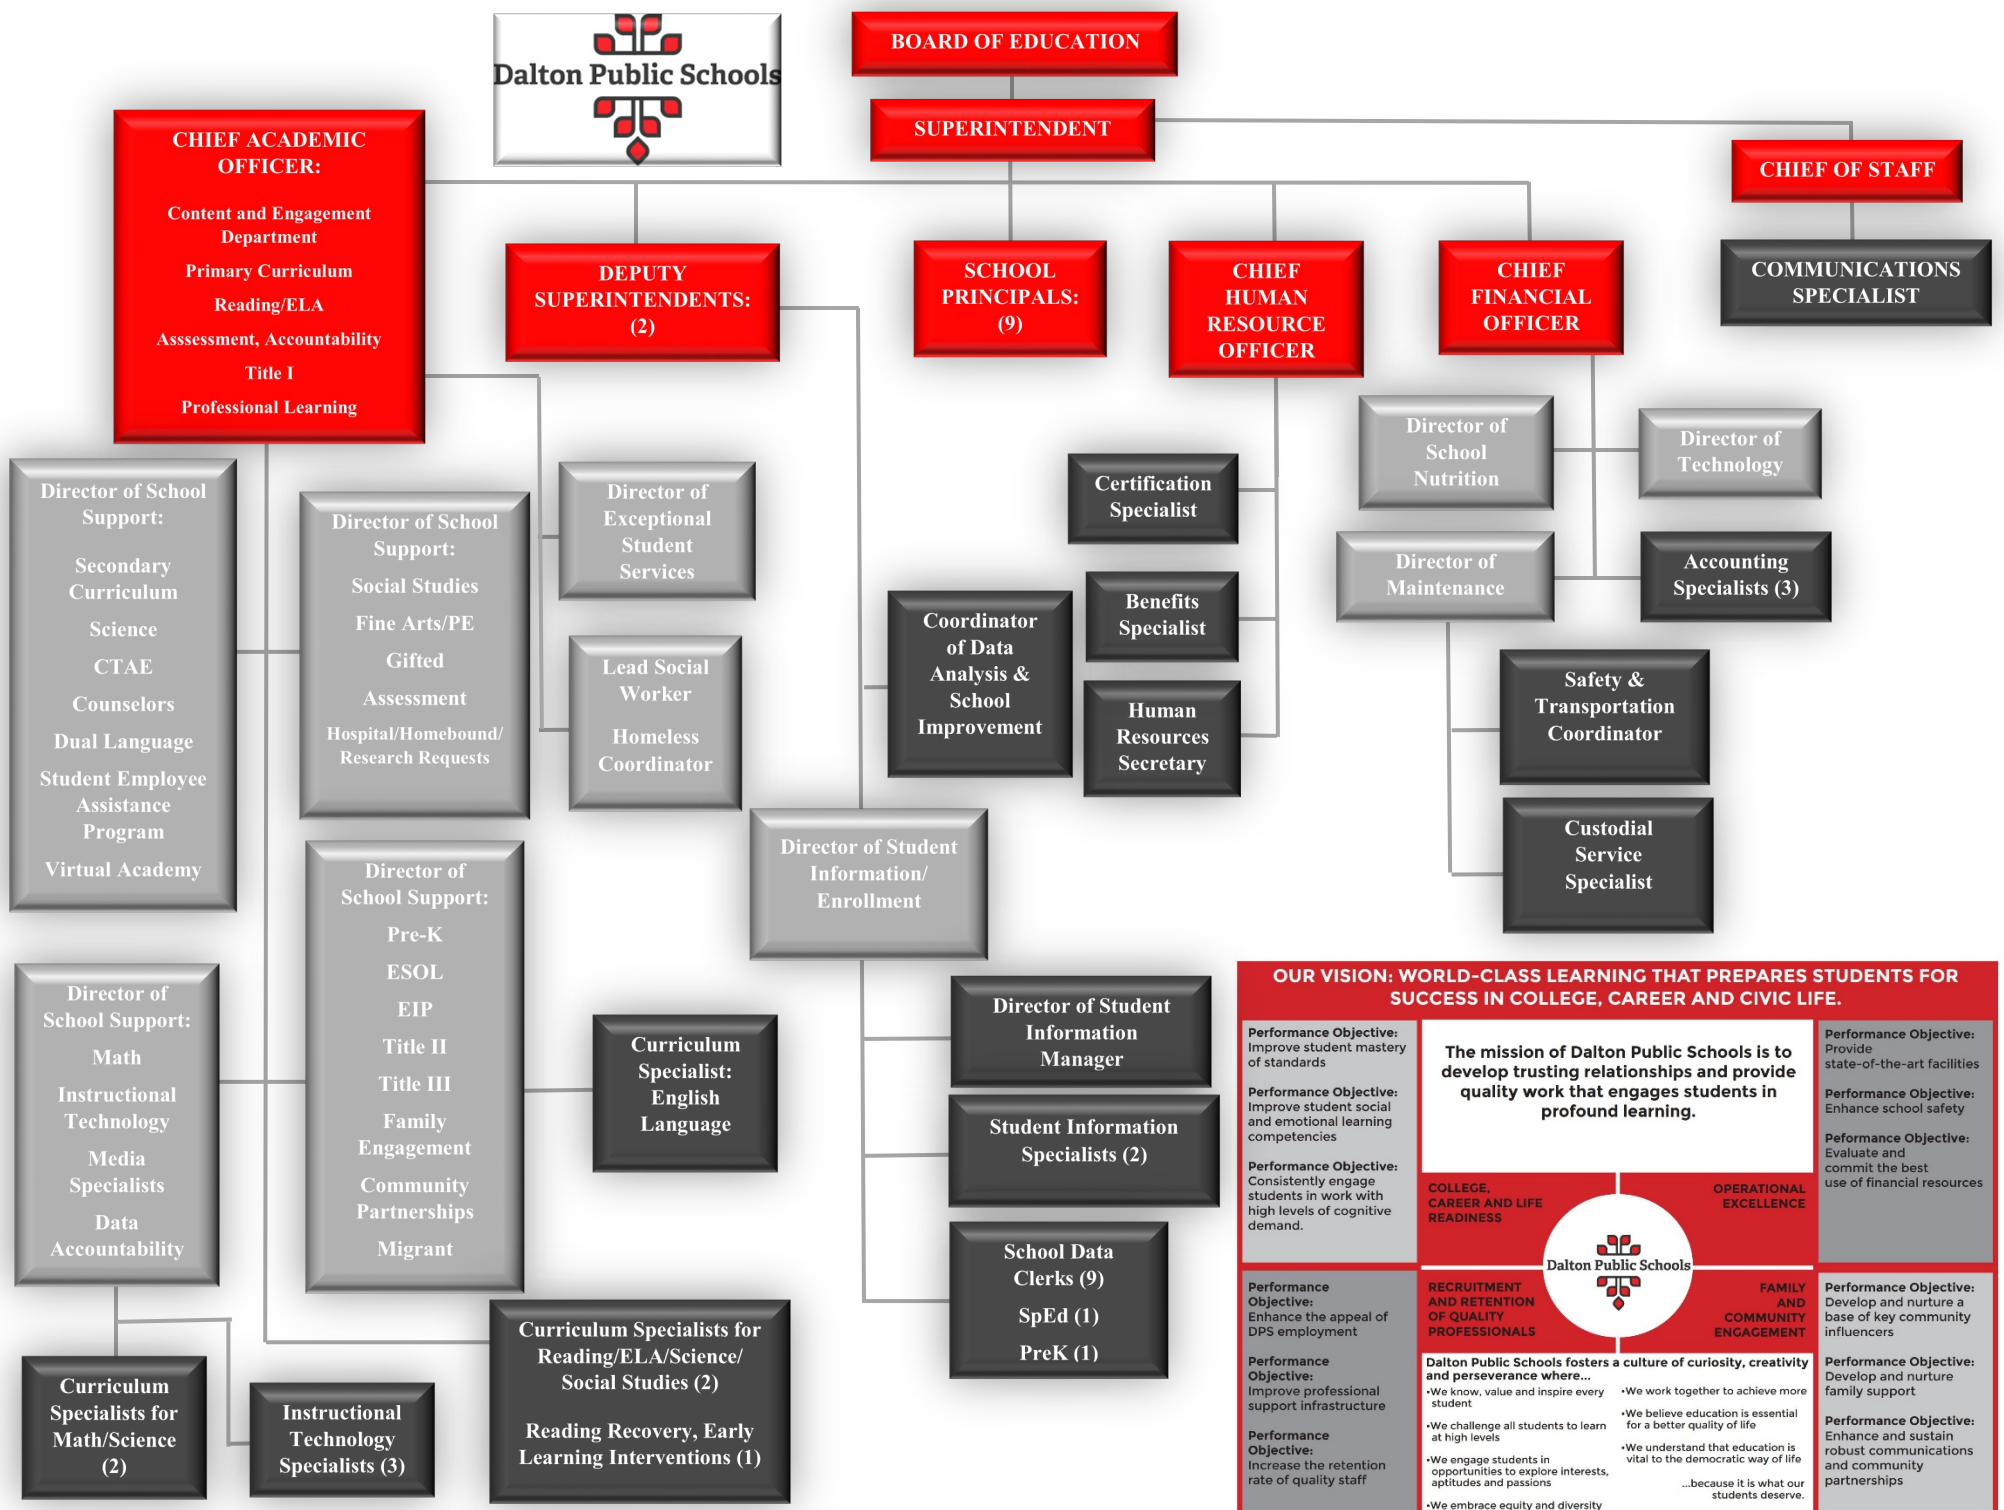 Dalton Public Schools
BOARD OF EDUCATION
SUPERINTENDENT
CHIEF OF STAFF
COMMUNICATIONS
SPECIALIST
CHIEF ACADEMIC
OFFICER:
Content and Engagement
Department
Primary Curriculum
Reading/ELA
Asssessment, Accountability
Title I
Professional Learning
DEPUTY
SUPERINTENDENTS:
(2)
SCHOOL
PRINCIPALS:
(9)
CHIEF
HUMAN
RESOURCE
OFFICER
CHIEF
FINANCIAL
OFFICER
Director of School
Support:
Secondary
Curriculum
Science
CTAE
Counselors
Dual Language
Student Employee
Assistance
Program
Virtual Academy
Director of School
Support:
Social Studies
Fine Arts/PE
Gifted
Assessment
Hospital/Homebound/
Research Requests
Director of
Exceptional
Student
Services
Lead Social
Worker
Homeless
Coordinator
Coordinator
of Data
Analysis &
School
Improvement
Certification
Specialist
Benefits
Specialist
Human
Resources
Secretary
Director of
School
Nutrition
Director of
Technology
Director of
Maintenance
Accounting
Specialists (3)
Safety &
Transportation
Coordinator
Custodial
Service
Specialist
Director of Student
Information/
Enrollment
Director of
School Support:
Math
Instructional
Technology
Media
Specialists
Data
Accountability
Director of
School Support:
Pre-K
ESOL
EIP
Title II
Title III
Family
Engagement
Community
Partnerships
Migrant
Curriculum
Specialist:
English
Language
Director of Student
Information
Manager
Student Information
Specialists (2)
School Data
Clerks (9)
SpEd (1)
PreK (1)
Curriculum
Specialists for
Math/Science
(2)
Instructional
Technology
Specialists (3)
Curriculum Specialists for
Reading/ELA/Science/
Social Studies (2)
Reading Recovery, Early
Learning Interventions (1)
OUR VISION: WORLD-CLASS LEARNING THAT PREPARES STUDENTS FOR
SUCCESS IN COLLEGE, CAREER AND CIVIC LIFE.
Performance Objective:
Improve student mastery
of standards
Performance Objective:
Improve student social
and emotional learning
competencies
Performance Objective:
Consistently engage
students in work with
high levels of cognitive
demand.
The mission of Dalton Public Schools is to
develop trusting relationships and provide
quality work that engages students in
profound learning.
Performance Objective:
Provide
state-of-the-art facilities
Performance Objective:
Enhance school safety
Peformance Objective:
Evaluate and
commit the best
use of financial resources
COLLEGE,
CAREER AND LIFE
READINESS
OPERATIONAL
EXCELLENCE
Dalton Public Schools
RECRUITMENT
AND RETENTION
OF QUALITY
PROFESSIONALS
FAMILY
AND
COMMUNITY
ENGAGEMENT
Performance
Objective:
Enhance the appeal of
DPS employment
Performance
Objective:
Improve professional
support infrastructure
Performance
Objective:
Increase the retention
rate of quality staff
Dalton Public Schools fosters a culture of curiosity, creativity
and perseverance where...
•We know, value and inspire every
student
•We challenge all students to learn
at high levels
•We engage students in
opportunities to explore interests,
aptitudes and passions
•We embrace equity and diversity
•We work together to achieve more
•We believe education is essential
for a better quality of life
•We understand that education is
vital to the democratic way of life
...because it is what our
students deserve.
Performance Objective:
Develop and nurture a
base of key community
influencers
Performance Objective:
Develop and nurture
family support
Performance Objective:
Enhance and sustain
robust communications
and community
partnerships